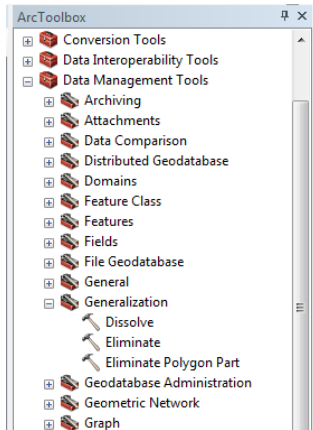 ArcToolbox
Conversion Tools
Data Interoperability Tools
Data Management Tools
Archiving
Attachments
Data Comparison
Distributed Geodatabase
Domains
Feature Class
Features
Fields
File Geodatabase
General
Generalization
Dissolve
Eliminate
Eliminate Polygon Part
Geodatabase Administration
Geometric Network
Graph